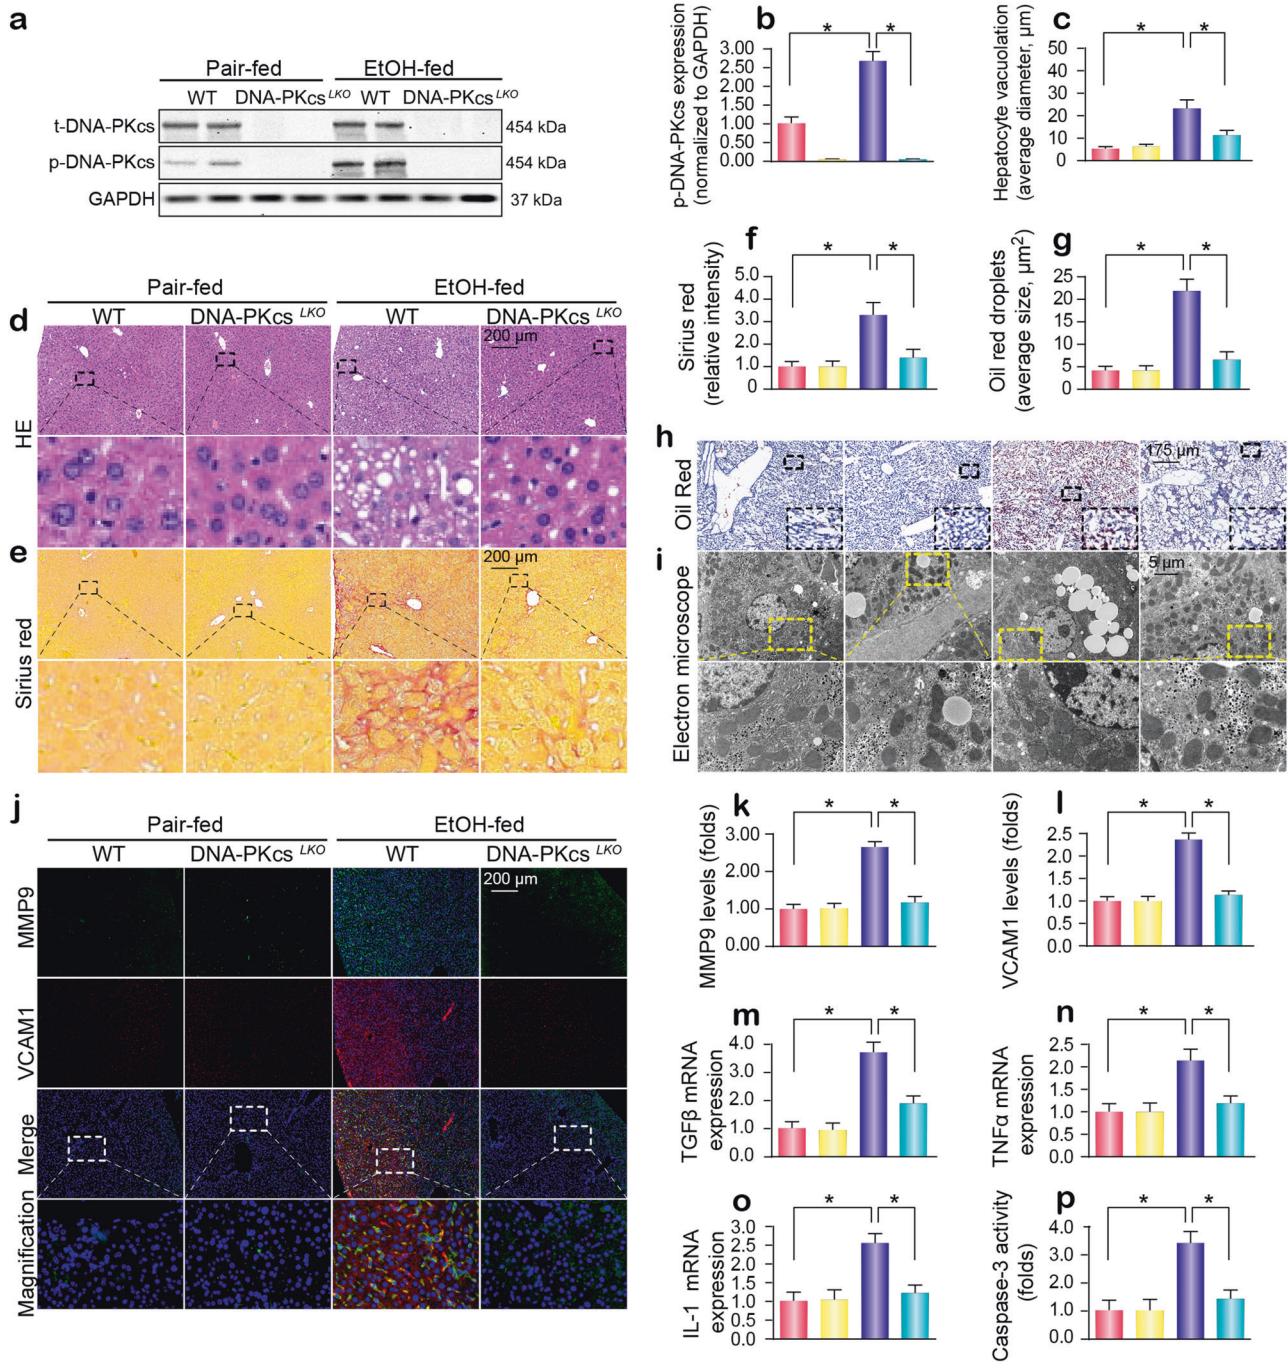 a
Pair-fed EtOH-fed
WT DNA-PKcs LKO WT DNA-PKcs LKO
t-DNA-PKcs 454 kDa
p-DNA-PKcs 454 kDa
GAPDH 37 kDa
b
p-DNA-PKcs expression
(normalized to GAPDH)
* *
3.00
2.50
2.00
1.50
1.00
0.50
0.00
c
Hepatocyte vacuolation
(average diameter, μm)
* *
50
40
30
20
10
0
Pair-fed EtOH-fed
WT DNA-PKcs LKO WT DNA-PKcs LKO
d
HE
200 μm
e
Sirius red
200 μm
f
Sirius red
(relative intensity)
* *
5.0
4.0
3.0
2.0
1.0
0
g
Oil red droplets
(average size, μm2)
* *
25
20
15
10
5
0
h
Oil Red
175 μm
i
Electron microscope
5 μm
j
Pair-fed EtOH-fed
WT DNA-PKcs LKO WT DNA-PKcs LKO
MMP9
200 μm
VCAM1
Merge
Magnification
k
MMP9 levels (folds)
* *
3.00
2.00
1.00
0.00
l
VCAM1 levels (folds)
* *
2.5
2.0
1.5
1.0
0.5
0.0
m
TGFβ mRNA
expression
* *
4.0
3.0
2.0
1.0
0.0
n
TNFα mRNA
expression
* *
2.5
2.0
1.5
1.0
0.5
0.0
o
IL-1 mRNA
expression
* *
3.0
2.5
2.0
1.5
1.0
0.5
0.0
p
Caspase-3 activity
(folds)
* *
4.0
3.0
2.0
1.0
0.0